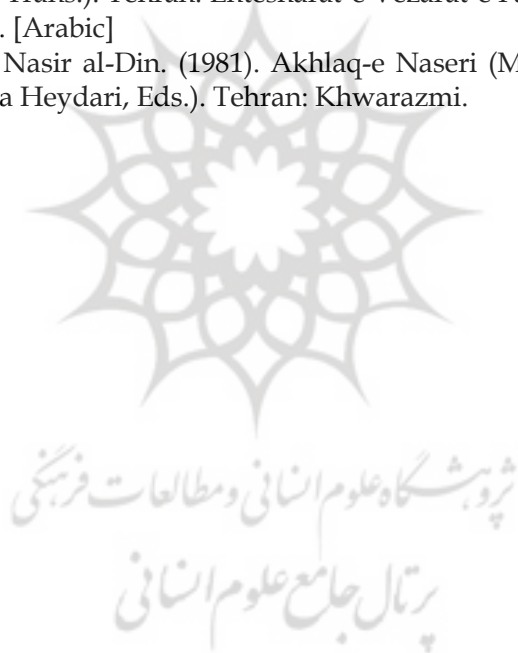 . [Arabic]
Nasir al-Din. (1981). Akhlaq-e Naseri (M
a Heydari, Eds.). Tehran: Khwarazmi.
پژوهشگاه علوم انسانی و مطالعات فرهنگی
پرتال جامع علوم انسانی